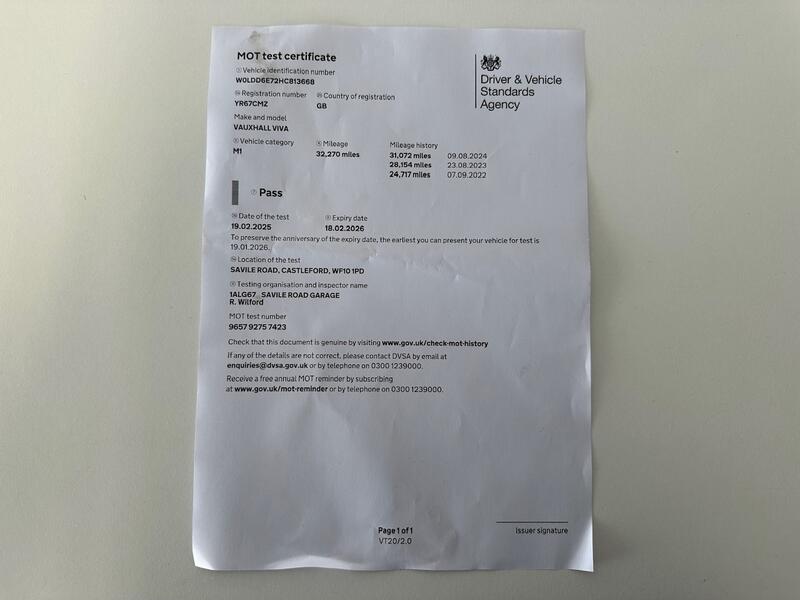 MOT test certificate
Driver & Vehicle
Standards
Agency
Vehicle identification number
W0LDD6E72HC813668
Registration number Country of registration
YR67CMZ GB
Make and model
VAUXHALL VIVA
Vehicle category Mileage Mileage history
M1 32,270 miles 31,072 miles 09.08.2024
28,154 miles 23.08.2023
24,717 miles 07.09.2022
Pass
Date of the test Expiry date
19.02.2025 18.02.2026
To preserve the anniversary of the expiry date, the earliest you can present your vehicle for test is
19.01.2026.
Location of the test
SAVILE ROAD, CASTLEFORD, WF10 1PD
Testing organisation and inspector name
1ALG67 SAVILE ROAD GARAGE
R. Wilford
MOT test number
9657 9275 7423
Check that this document is genuine by visiting www.gov.uk/check-mot-history
If any of the details are not correct, please contact DVSA by email at
enquiries@dvsa.gov.uk or by telephone on 0300 1239000.
Receive a free annual MOT reminder by subscribing
at www.gov.uk/mot-reminder or by telephone on 0300 1239000.
Page 1 of 1
VT20/2.0
Issuer signature